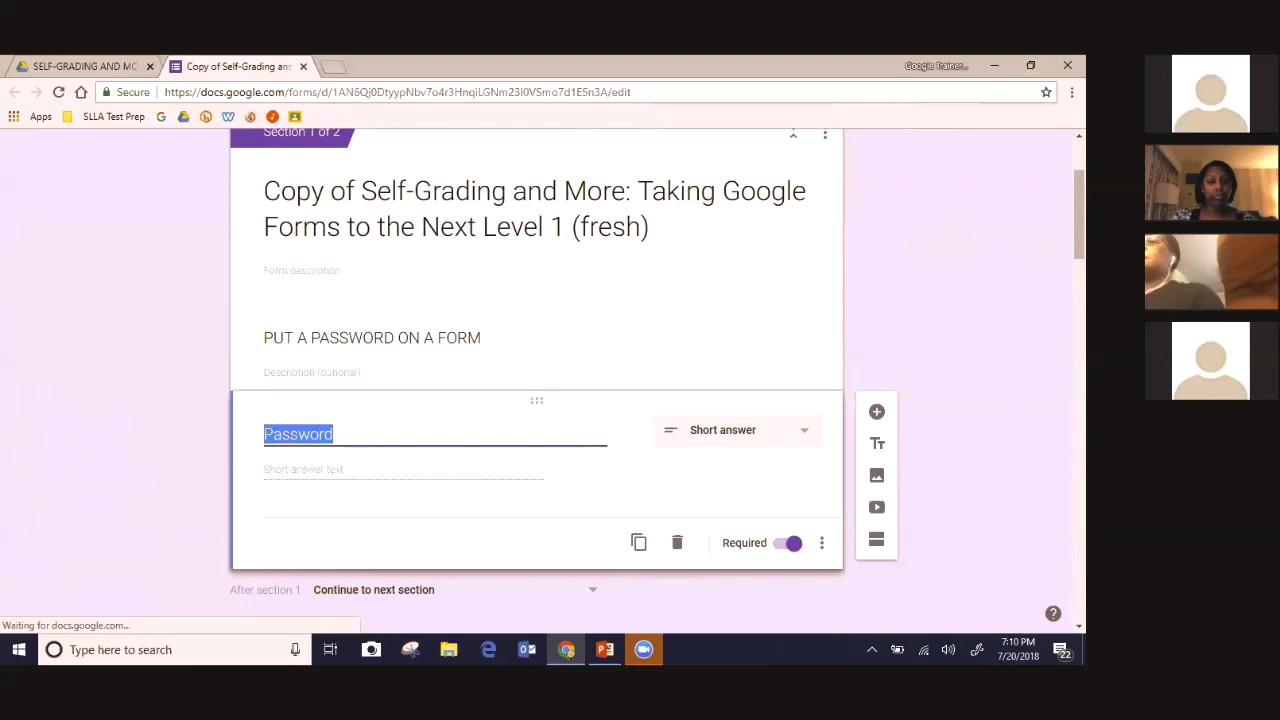 SELF-GRADING AND MO
Copy of Self-Grading and
Google Trainer...
Secure
https://docs.google.com/forms/d/1AN6Qj0DtyypNbv7o4r3HnqiLGNm23I0VSmo7d1E5n3A/edit
Apps
SLLA Test Prep
Section 1 of 2
Copy of Self-Grading and More: Taking Google
Forms to the Next Level 1 (fresh)
Form description
PUT A PASSWORD ON A FORM
Description (optional)
Password
Short answer
Short answer text
Required
After section 1
Continue to next section
Waiting for docs.google.com...
Type here to search
7:10 PM
7/20/2018
22